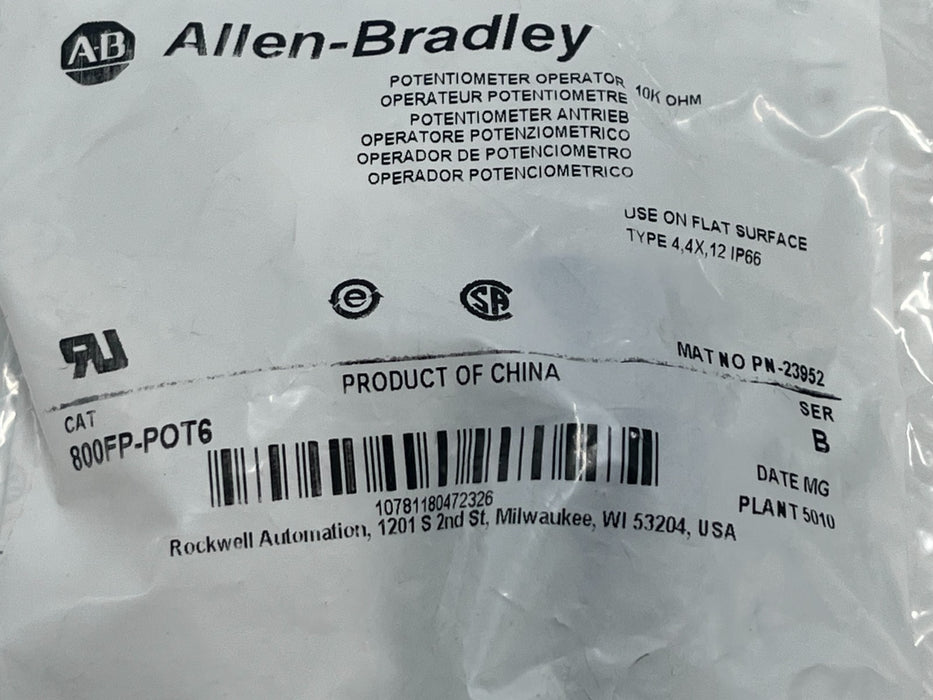 A-B Allen-Bradley
POTENTIOMETER OPERATOR
OPERATEUR POTENTIOMETRE 10K OHM
POTENTIOMETER ANTRIEB
OPERATORE POTENZIOMETRICO
OPERADOR DE POTENCIOMETRO
OPERADOR POTENCIOMETRICO
USE ON FLAT SURFACE
TYPE 4,4X,12 IP66
e SA
RU
MAT NO PN-23952
PRODUCT OF CHINA
CAT
SER
800FP-POT6
B
DATE MG
10781180472326
PLANT 5010
Rockwell Automation, 1201 S 2nd St, Milwaukee, WI 53204, USA